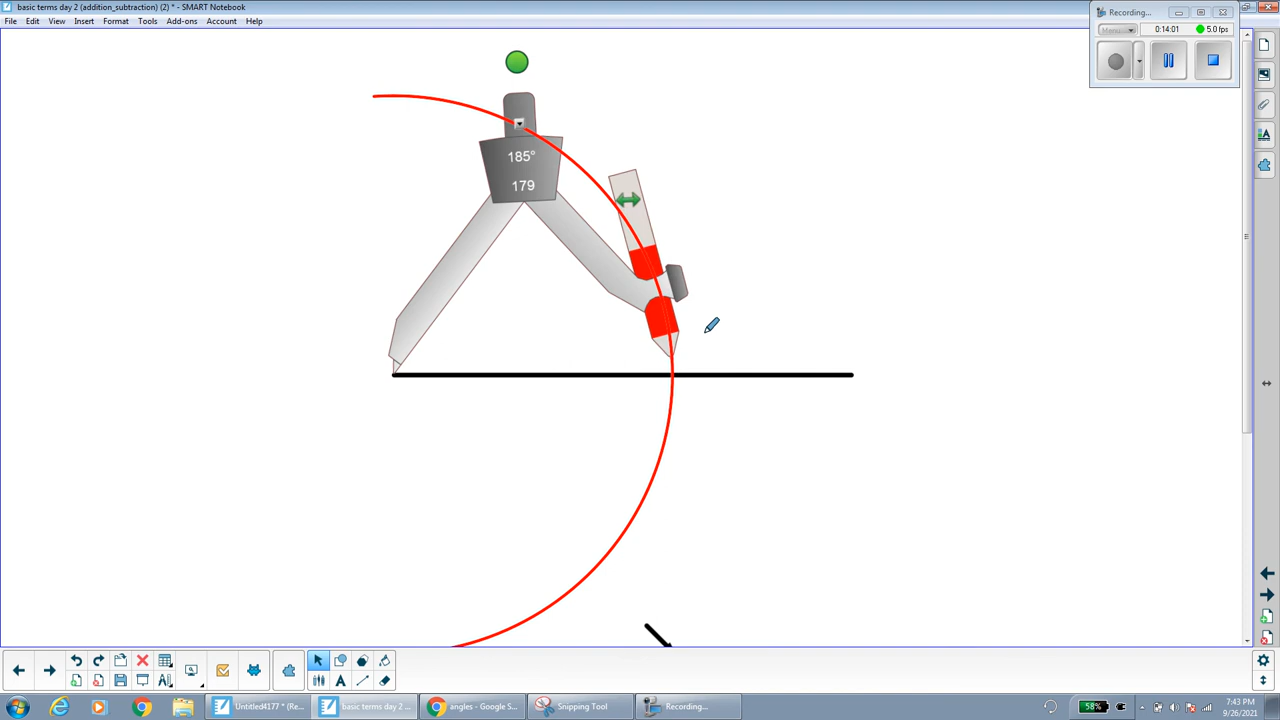 basic terms day 2 (addition_subtraction) (2) * - SMART Notebook
File Edit View Insert Format Tools Add-ons Account Help
Recording...
Menu
0:14:01
5.0 fps
185°
179
Untitled4177 * (Re...
basic terms day 2 ...
angles - Google S...
Snipping Tool
Recording...
58%
7:43 PM
9/26/2021